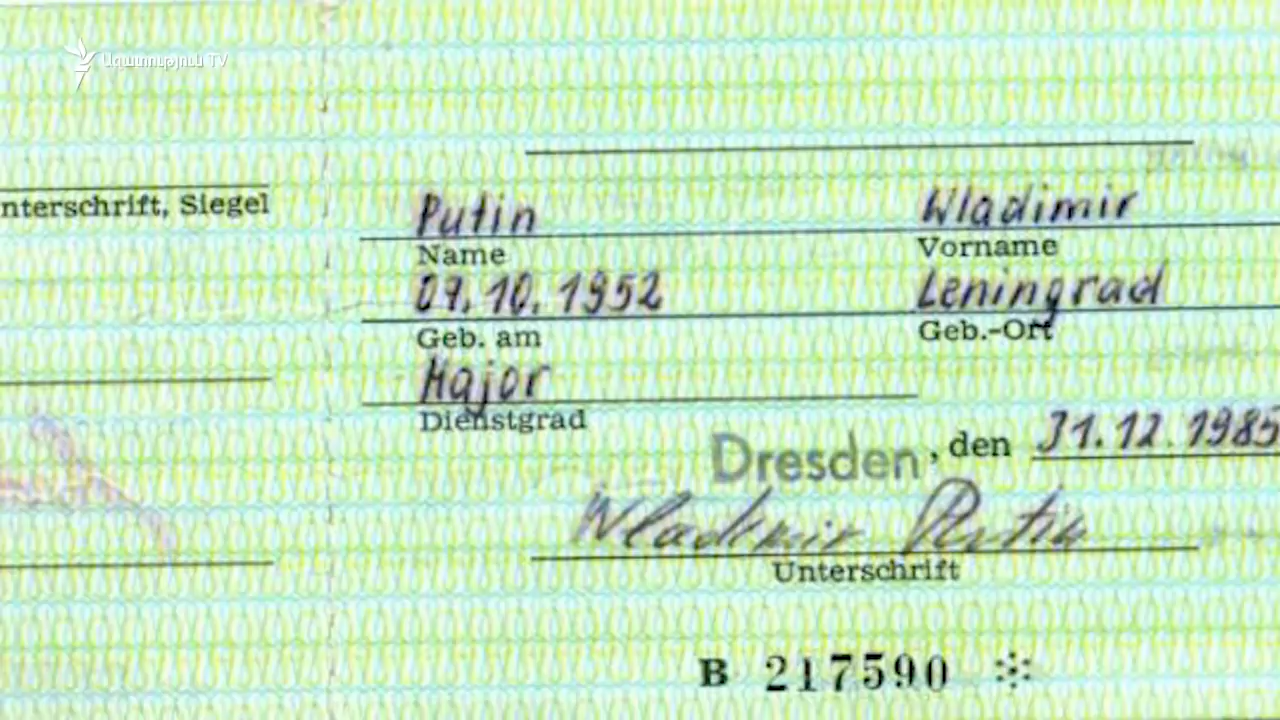 Ազատություն TV
nterschrift, Siegel
Putin Wladimir
Name Vorname
07.10.1952 Leningrad
Geb. am Geb.-Ort
Major
Dienstgrad
Dresden, den 31.12.1985
Wladimir Putin
Unterschrift
B 217590 *